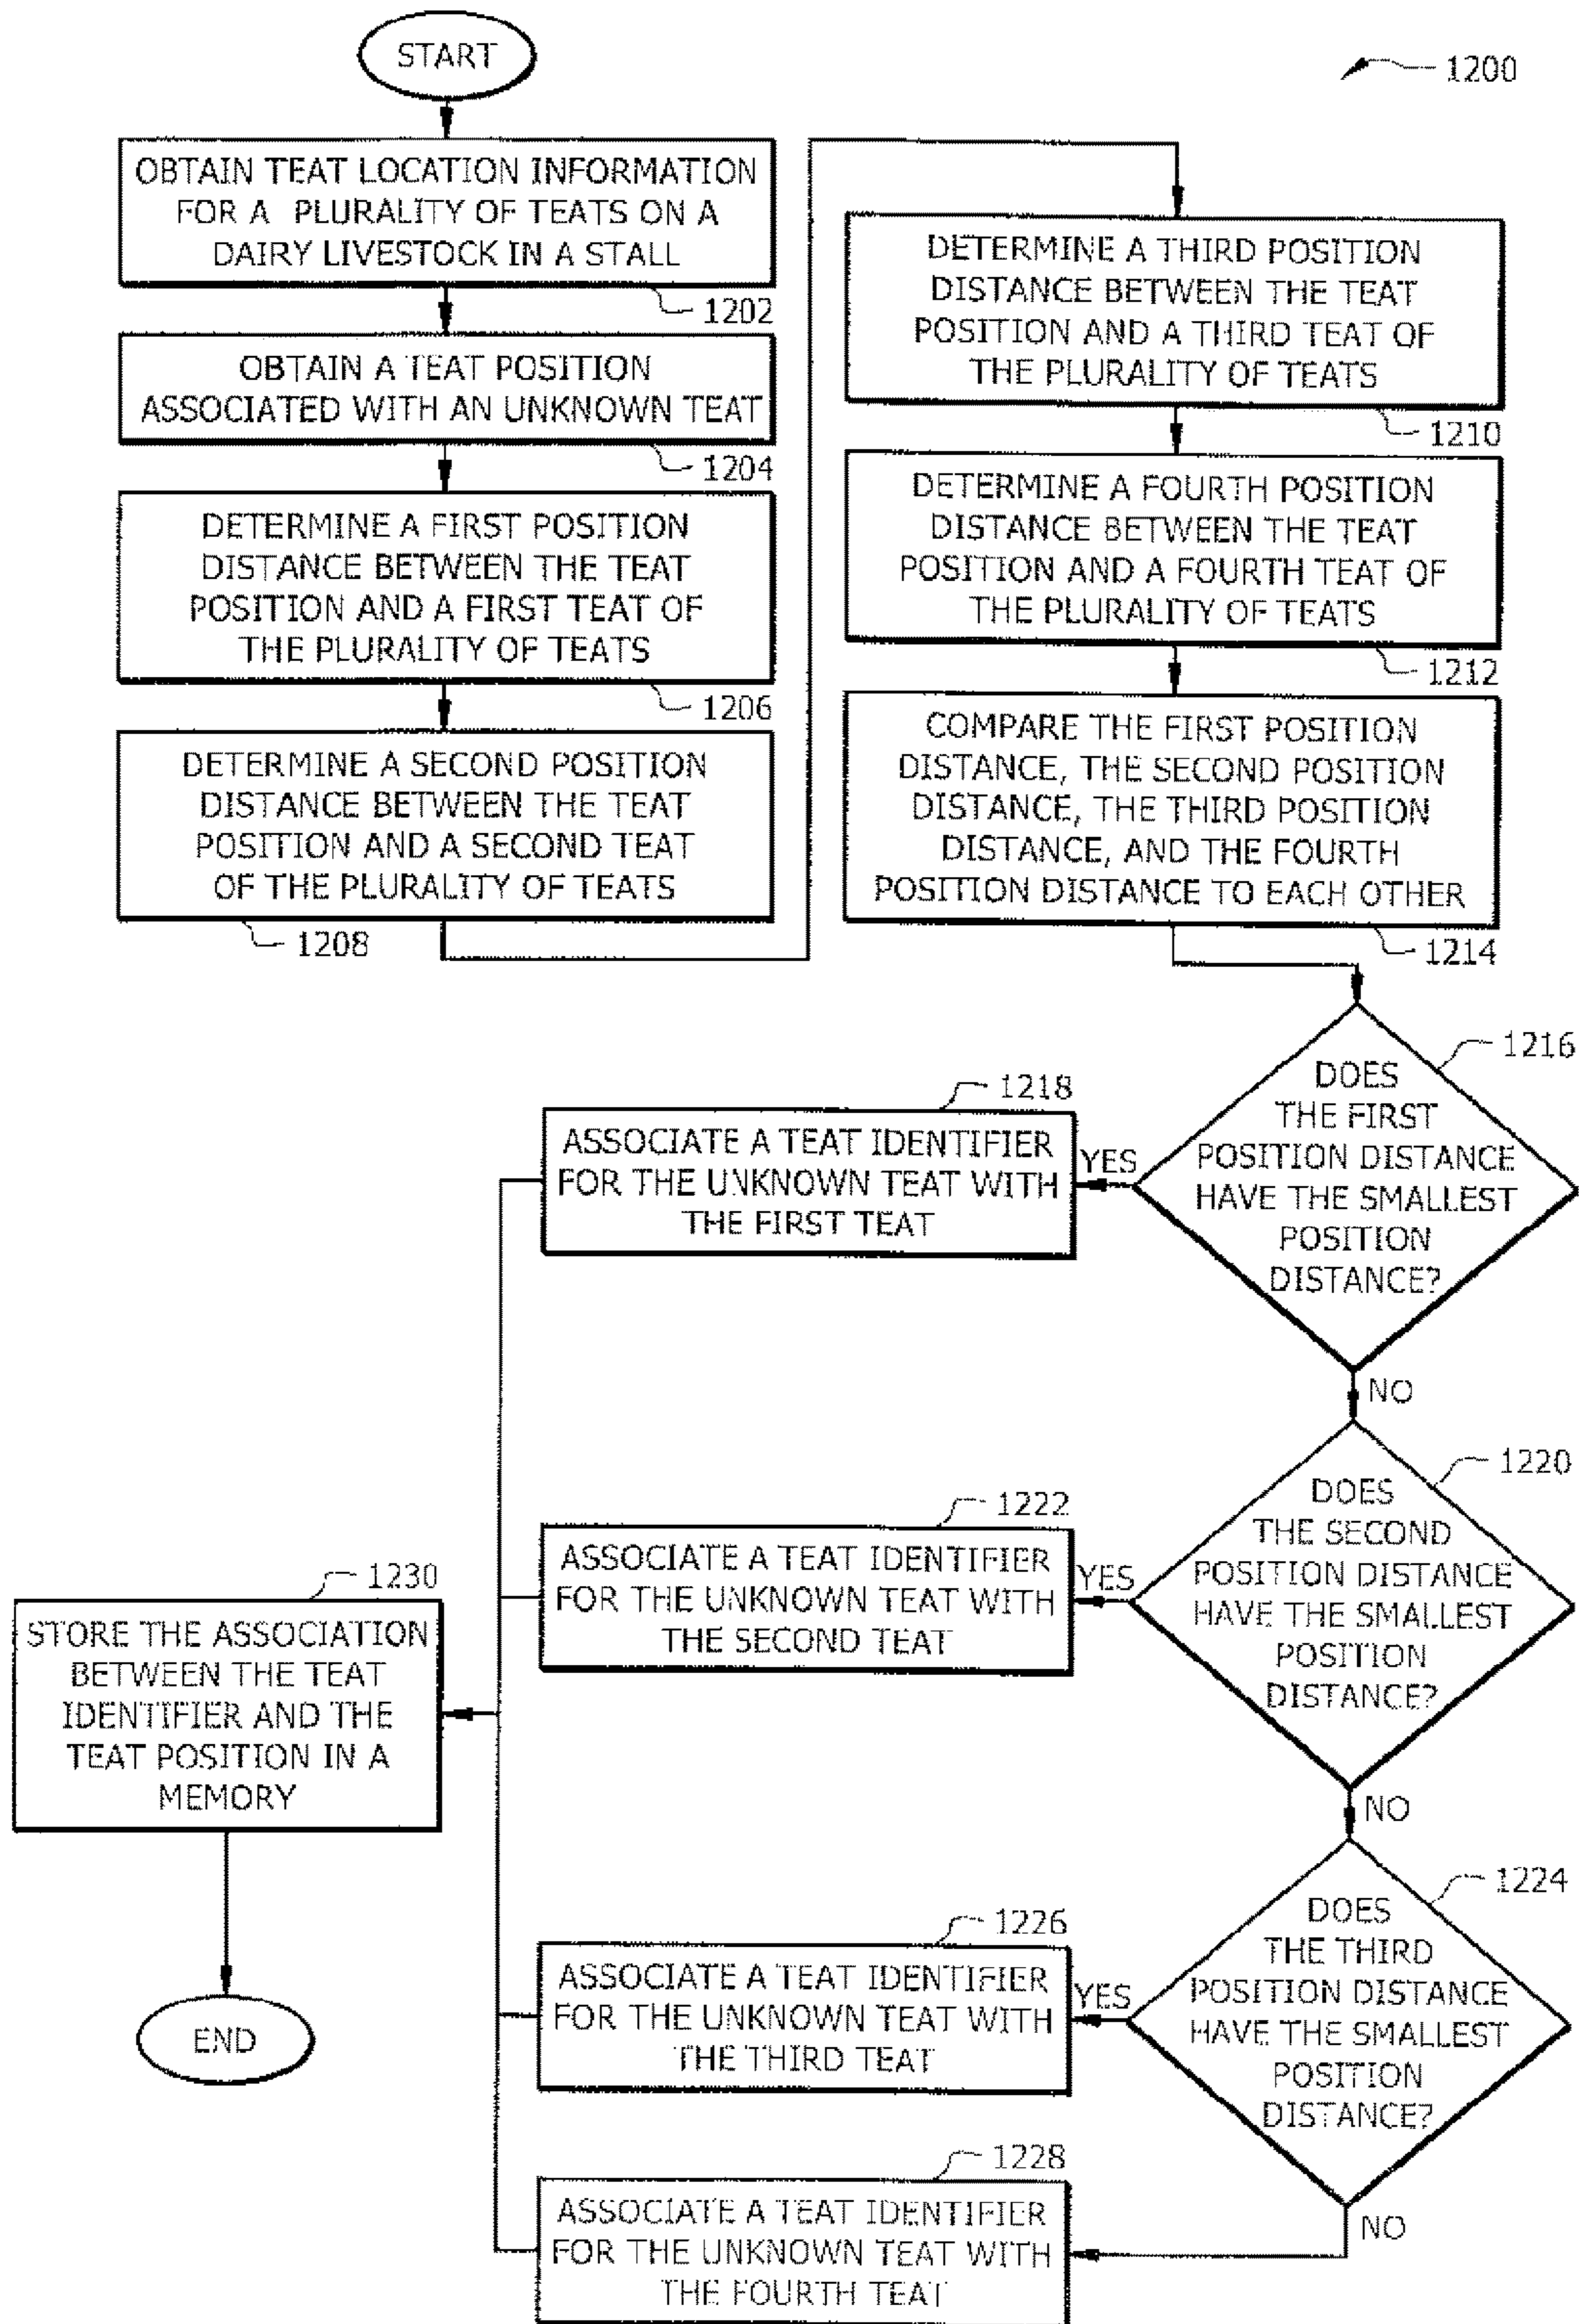 START
1200
OBTAIN TEAT LOCATION INFORMATION
FOR A PLURALITY OF TEATS ON A
DAIRY LIVESTOCK IN A STALL
1202
OBTAIN A TEAT POSITION
ASSOCIATED WITH AN UNKNOWN TEAT
1204
DETERMINE A FIRST POSITION
DISTANCE BETWEEN THE TEAT
POSITION AND A FIRST TEAT OF
THE PLURALITY OF TEATS
1206
DETERMINE A SECOND POSITION
DISTANCE BETWEEN THE TEAT
POSITION AND A SECOND TEAT
OF THE PLURALITY OF TEATS
1208
DETERMINE A THIRD POSITION
DISTANCE BETWEEN THE TEAT
POSITION AND A THIRD TEAT OF
THE PLURALITY OF TEATS
1210
DETERMINE A FOURTH POSITION
DISTANCE BETWEEN THE TEAT
POSITION AND A FOURTH TEAT OF
THE PLURALITY OF TEATS
1212
COMPARE THE FIRST POSITION
DISTANCE, THE SECOND POSITION
DISTANCE, THE THIRD POSITION
DISTANCE, AND THE FOURTH
POSITION DISTANCE TO EACH OTHER
1214
1216
DOES
THE FIRST
POSITION DISTANCE
HAVE THE SMALLEST
POSITION
DISTANCE?
YES
1218
ASSOCIATE A TEAT IDENTIFIER
FOR THE UNKNOWN TEAT WITH
THE FIRST TEAT
NO
1220
DOES
THE SECOND
POSITION DISTANCE
HAVE THE SMALLEST
POSITION
DISTANCE?
YES
1222
ASSOCIATE A TEAT IDENTIFIER
FOR THE UNKNOWN TEAT WITH
THE SECOND TEAT
NO
1224
DOES
THE THIRD
POSITION DISTANCE
HAVE THE SMALLEST
POSITION
DISTANCE?
YES
1226
ASSOCIATE A TEAT IDENTIFIER
FOR THE UNKNOWN TEAT WITH
THE THIRD TEAT
NO
1228
ASSOCIATE A TEAT IDENTIFIER
FOR THE UNKNOWN TEAT WITH
THE FOURTH TEAT
1230
STORE THE ASSOCIATION
BETWEEN THE TEAT
IDENTIFIER AND THE
TEAT POSITION IN A
MEMORY
END